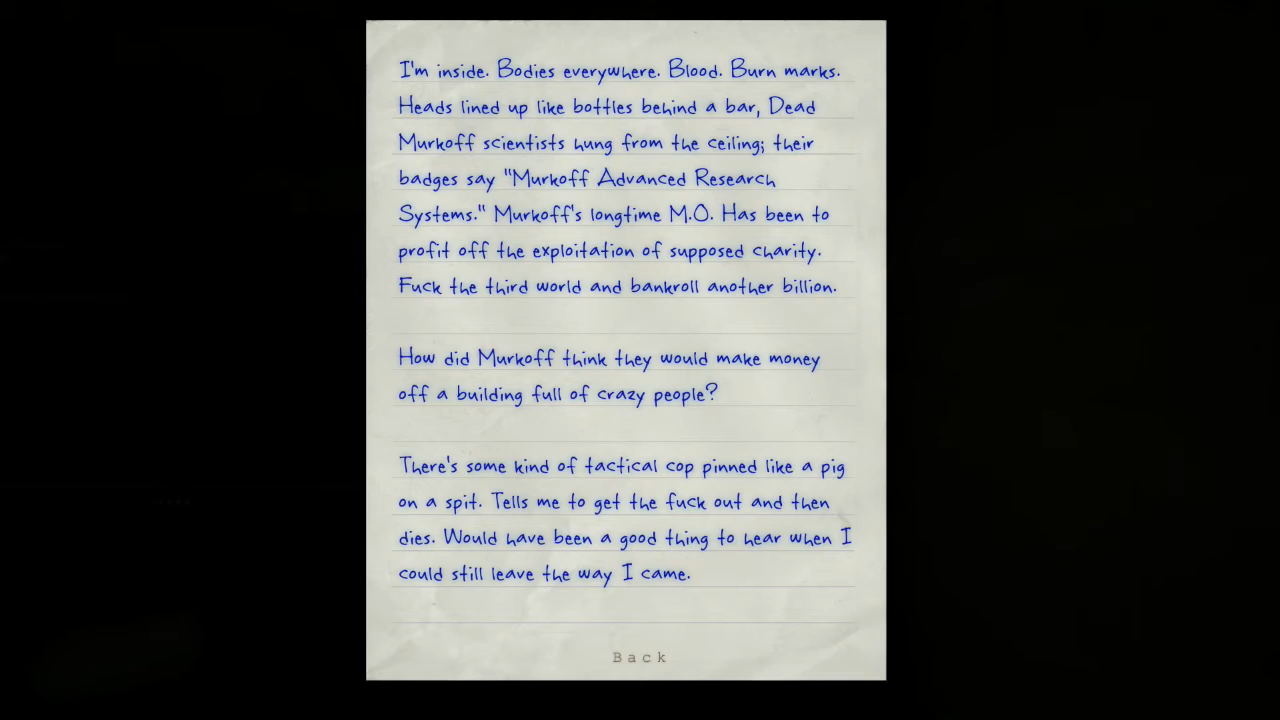 I'm inside. Bodies everywhere. Blood. Burn marks.
Heads lined up like bottles behind a bar, Dead
Murkoff scientists hung from the ceiling; their
badges say "Murkoff Advanced Research
Systems." Murkoff's longtime M.O. Has been to
profit off the exploitation of supposed charity.
Fuck the third world and bankroll another billion.
How did Murkoff think they would make money
off a building full of crazy people?
There's some kind of tactical cop pinned like a pig
on a spit. Tells me to get the fuck out and then
dies. Would have been a good thing to hear when I
could still leave the way I came.
Back